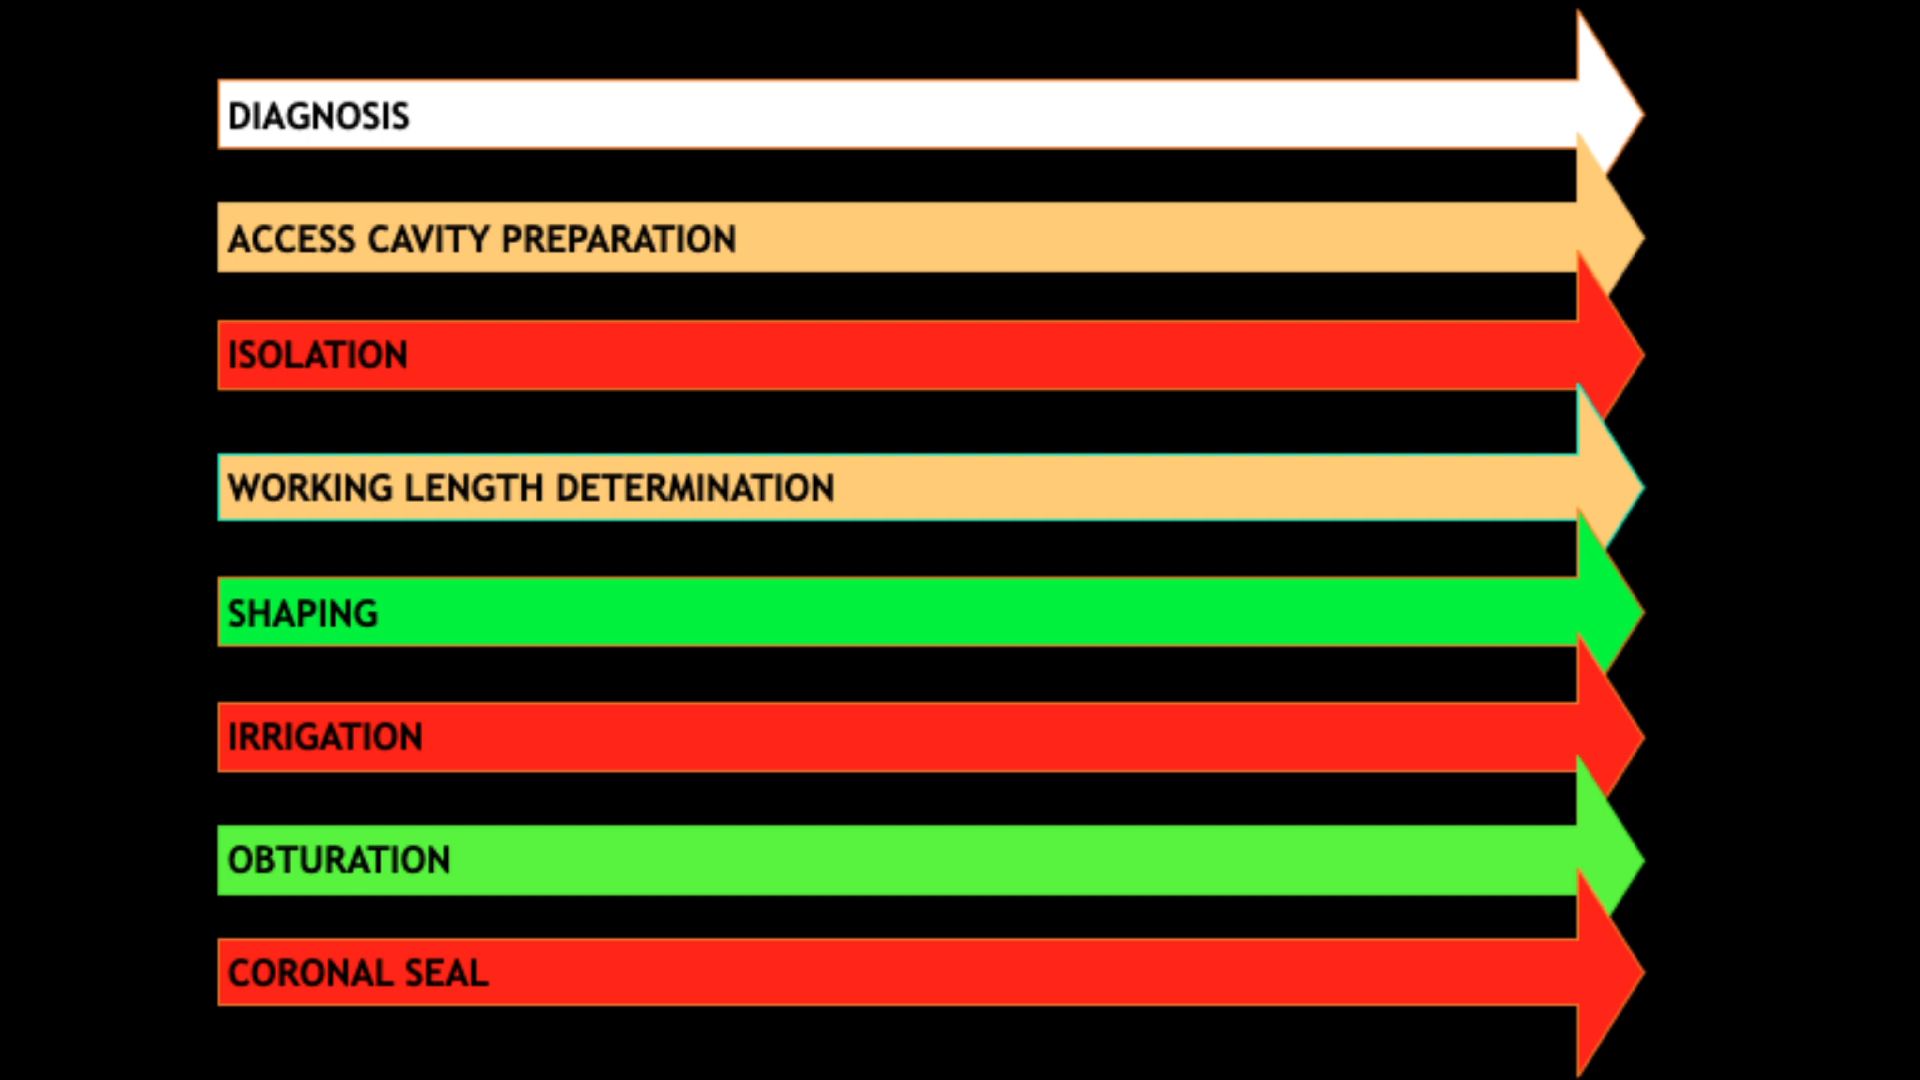 DIAGNOSIS
ACCESS CAVITY PREPARATION
ISOLATION
WORKING LENGTH DETERMINATION
SHAPING
IRRIGATION
OBTURATION
CORONAL SEAL